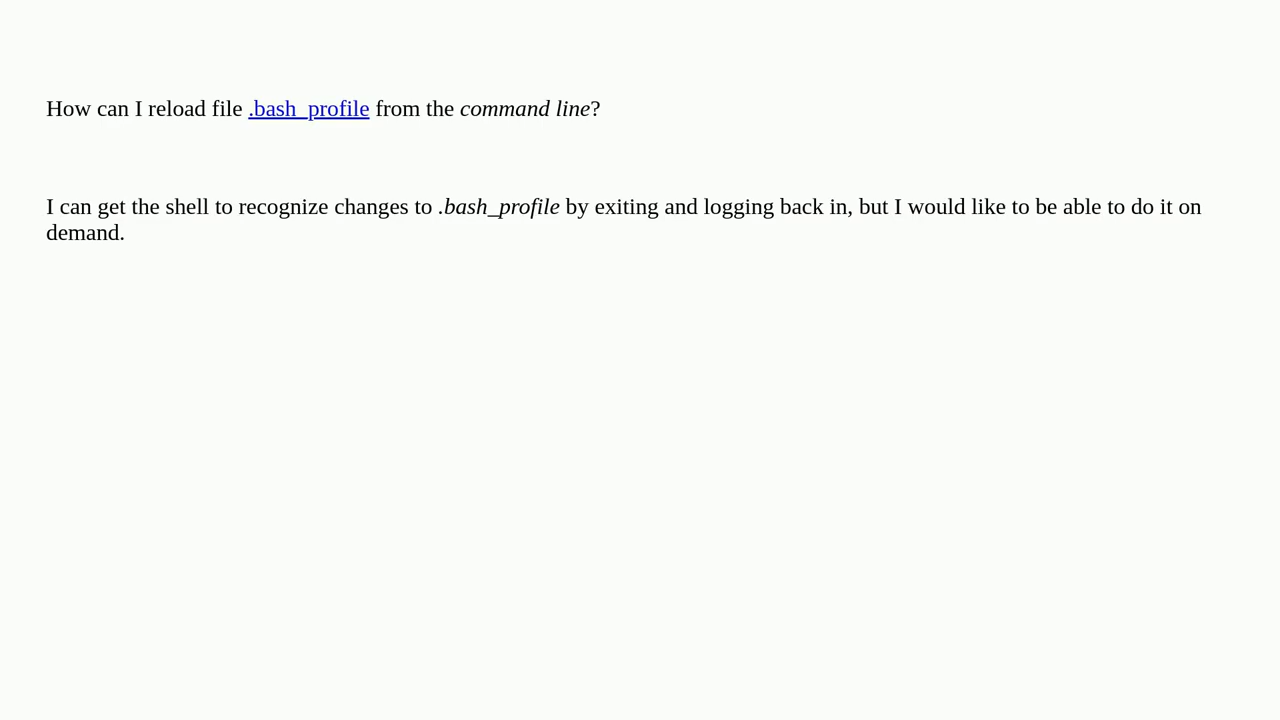 How can I reload file .bash_profile from the command line?
I can get the shell to recognize changes to .bash_profile by exiting and logging back in, but I would like to be able to do it on
demand.